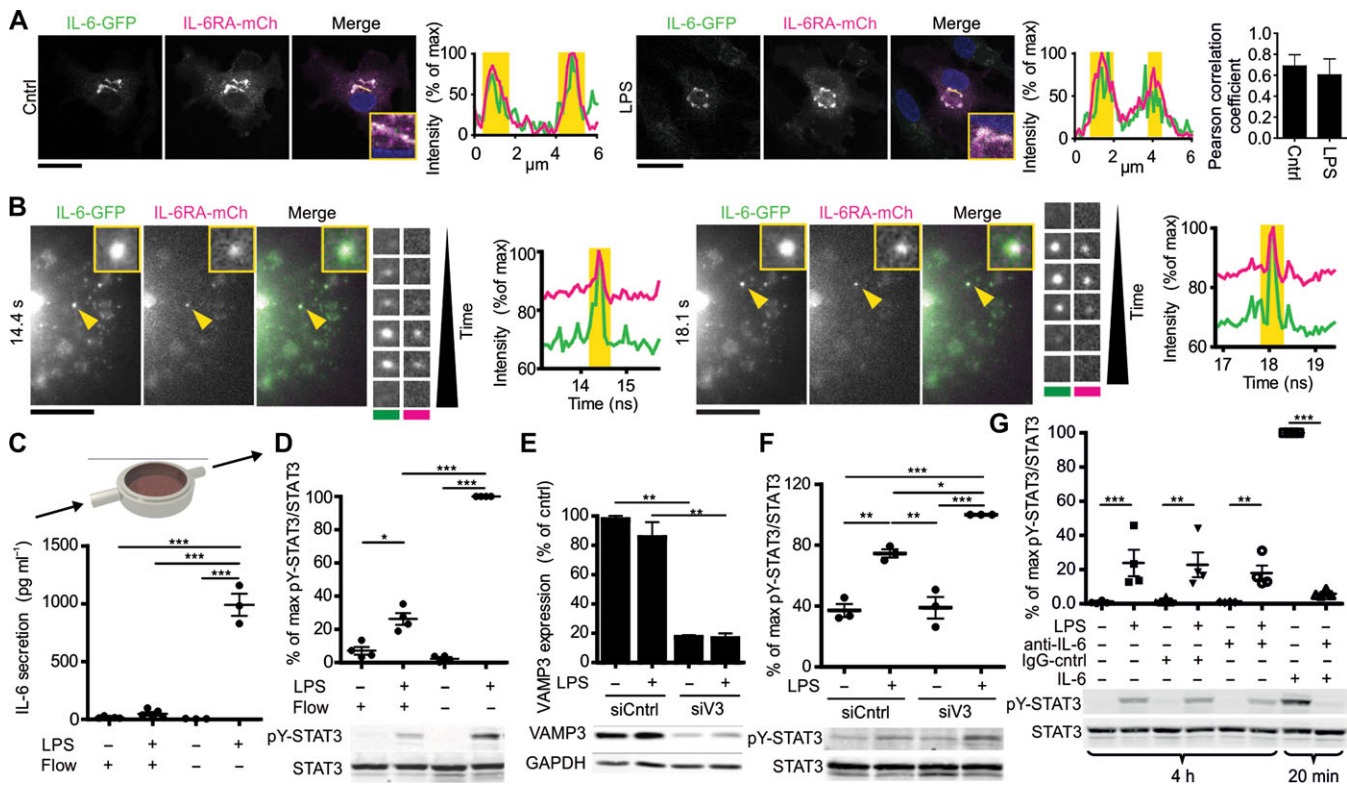 A
IL-6-GFP IL-6RA-mCh Merge
Cntrl
Intensity (% of max)
100
75
50
25
0
0 2 4 6
µm
IL-6-GFP IL-6RA-mCh Merge
LPS
Intensity (% of max)
100
75
50
25
0
0 2 4 6
µm
Pearson correlation
coefficient
1.0
0.8
0.6
0.4
0.2
0.0
Cntrl LPS
B
IL-6-GFP IL-6RA-mCh Merge
14.4 s
Time
Intensity (%of max)
100
80
60
14 15
Time (ns)
IL-6-GFP IL-6RA-mCh Merge
18.1 s
Time
Intensity (%of max)
100
80
60
17 18 19
Time (ns)
C
IL-6 secretion (pg ml⁻¹)
1500
1000
500
0
***
***
***
LPS – + – +
Flow + + – –
D
% of max pY-STAT3/STAT3
100
80
60
40
20
0
***
***
*
LPS – + – +
Flow + + – –
pY-STAT3
STAT3
E
VAMP3 expression (% of cntrl)
100
80
60
40
20
0
**
**
LPS – + – +
siCntrl siV3
VAMP3
GAPDH
F
% of max pY-STAT3/STAT3
120
80
40
0
***
*
***
** **
LPS – + – +
siCntrl siV3
pY-STAT3
STAT3
G
% of max pY-STAT3/STAT3
100
80
60
40
20
0
***
*** ** **
LPS – + – + – + – –
anti-IL-6 – – – – + + – +
IgG-cntrl – – + + – – – –
IL-6 – – – – – – + +
pY-STAT3
STAT3
4 h 20 min